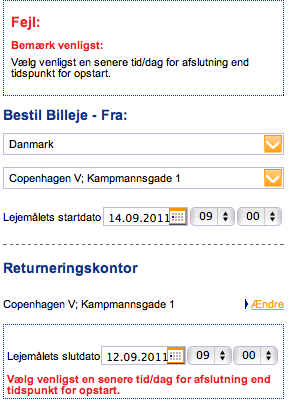 Fejl:
Bemærk venligst:
Vælg venligst en senere tid/dag for afslutning end
tidspunkt for opstart.
Bestil Billeje - Fra:
Danmark
Copenhagen V; Kampmannsgade 1
Lejemålets startdato 14.09.2011 09 00
Returneringskontor
Copenhagen V; Kampmannsgade 1 Ændre
Lejemålets slutdato 12.09.2011 09 00
Vælg venligst en senere tid/dag for afslutning end
tidspunkt for opstart.